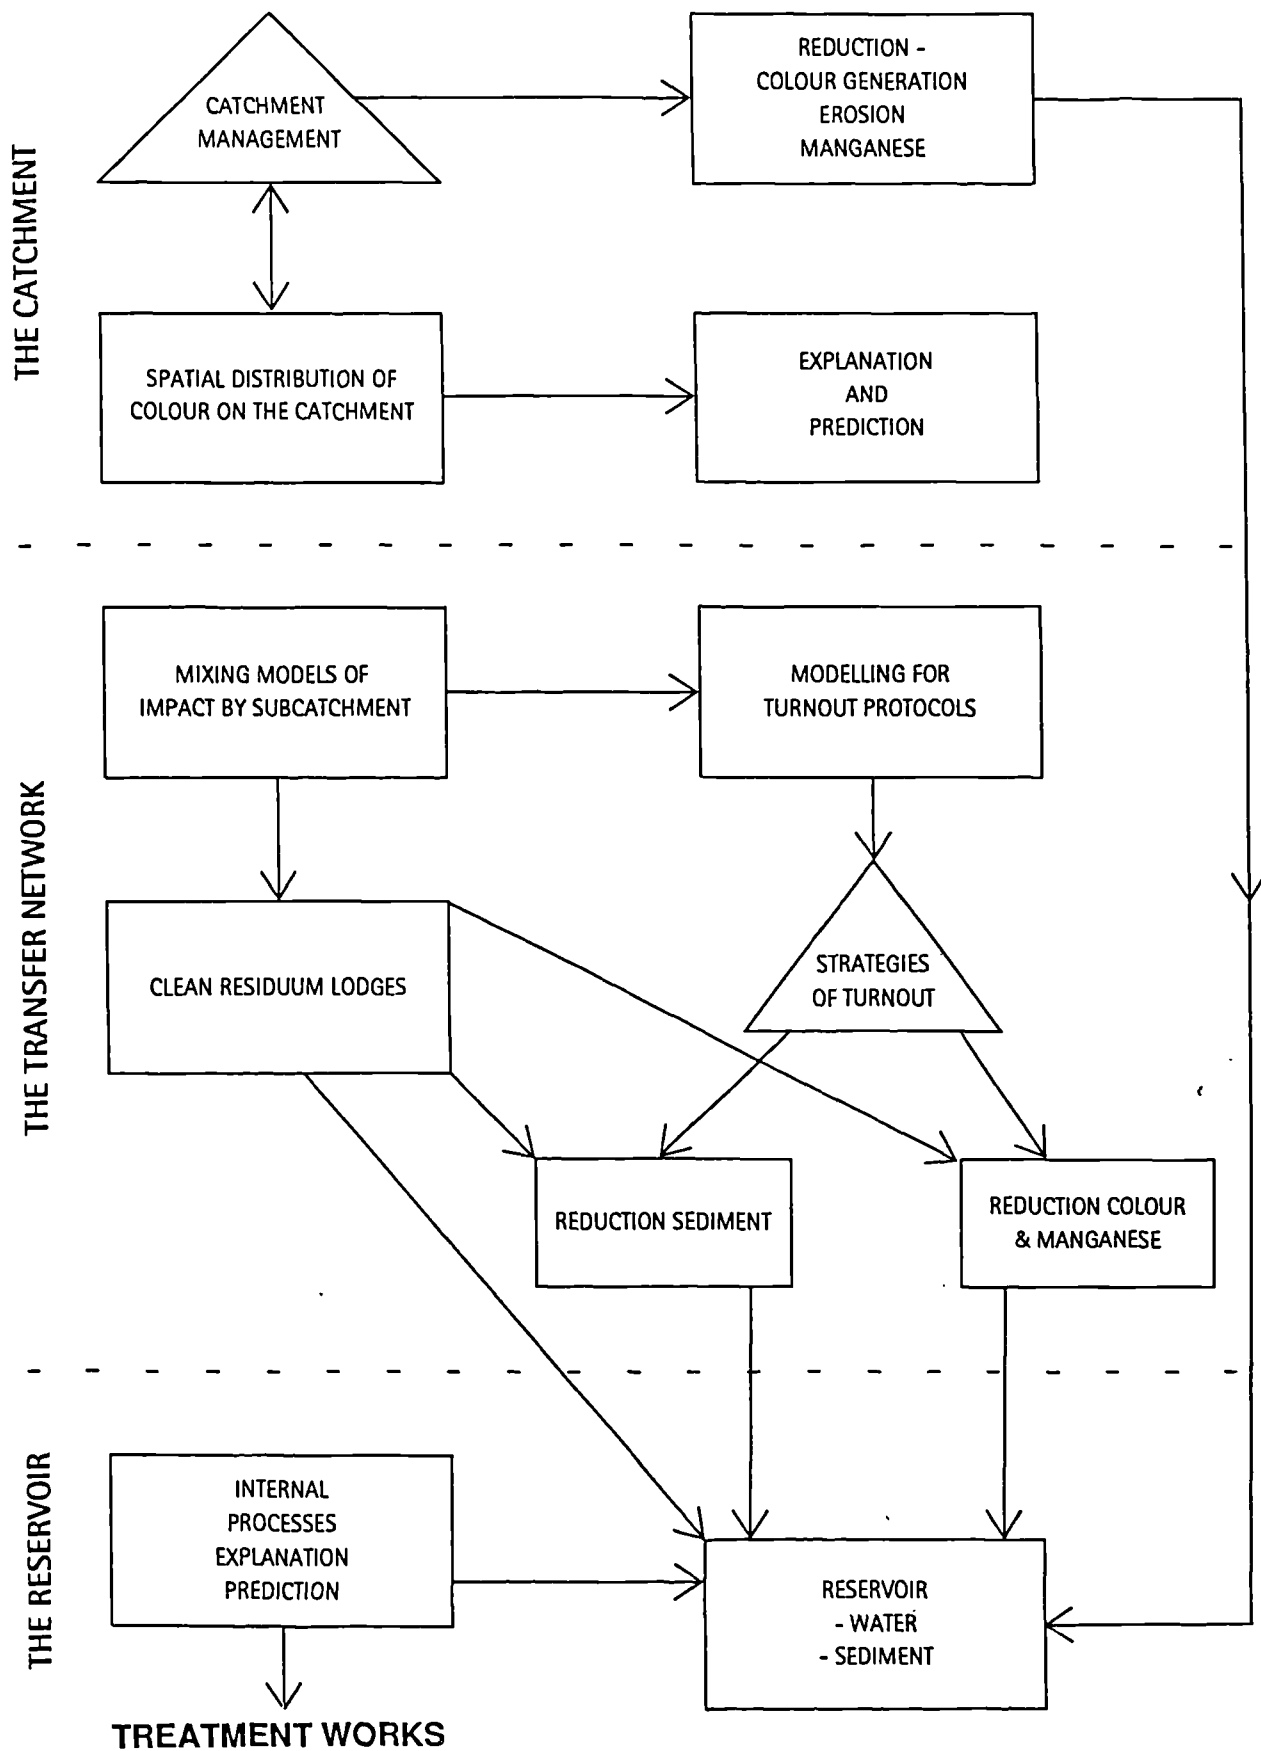 THE CATCHMENT
CATCHMENT
MANAGEMENT
REDUCTION -
COLOUR GENERATION
EROSION
MANGANESE
SPATIAL DISTRIBUTION OF
COLOUR ON THE CATCHMENT
EXPLANATION
AND
PREDICTION
THE TRANSFER NETWORK
MIXING MODELS OF
IMPACT BY SUBCATCHMENT
MODELLING FOR
TURNOUT PROTOCOLS
CLEAN RESIDUUM LODGES
STRATEGIES
OF TURNOUT
REDUCTION SEDIMENT
REDUCTION COLOUR
& MANGANESE
THE RESERVOIR
INTERNAL
PROCESSES
EXPLANATION
PREDICTION
RESERVOIR
- WATER
- SEDIMENT
TREATMENT WORKS